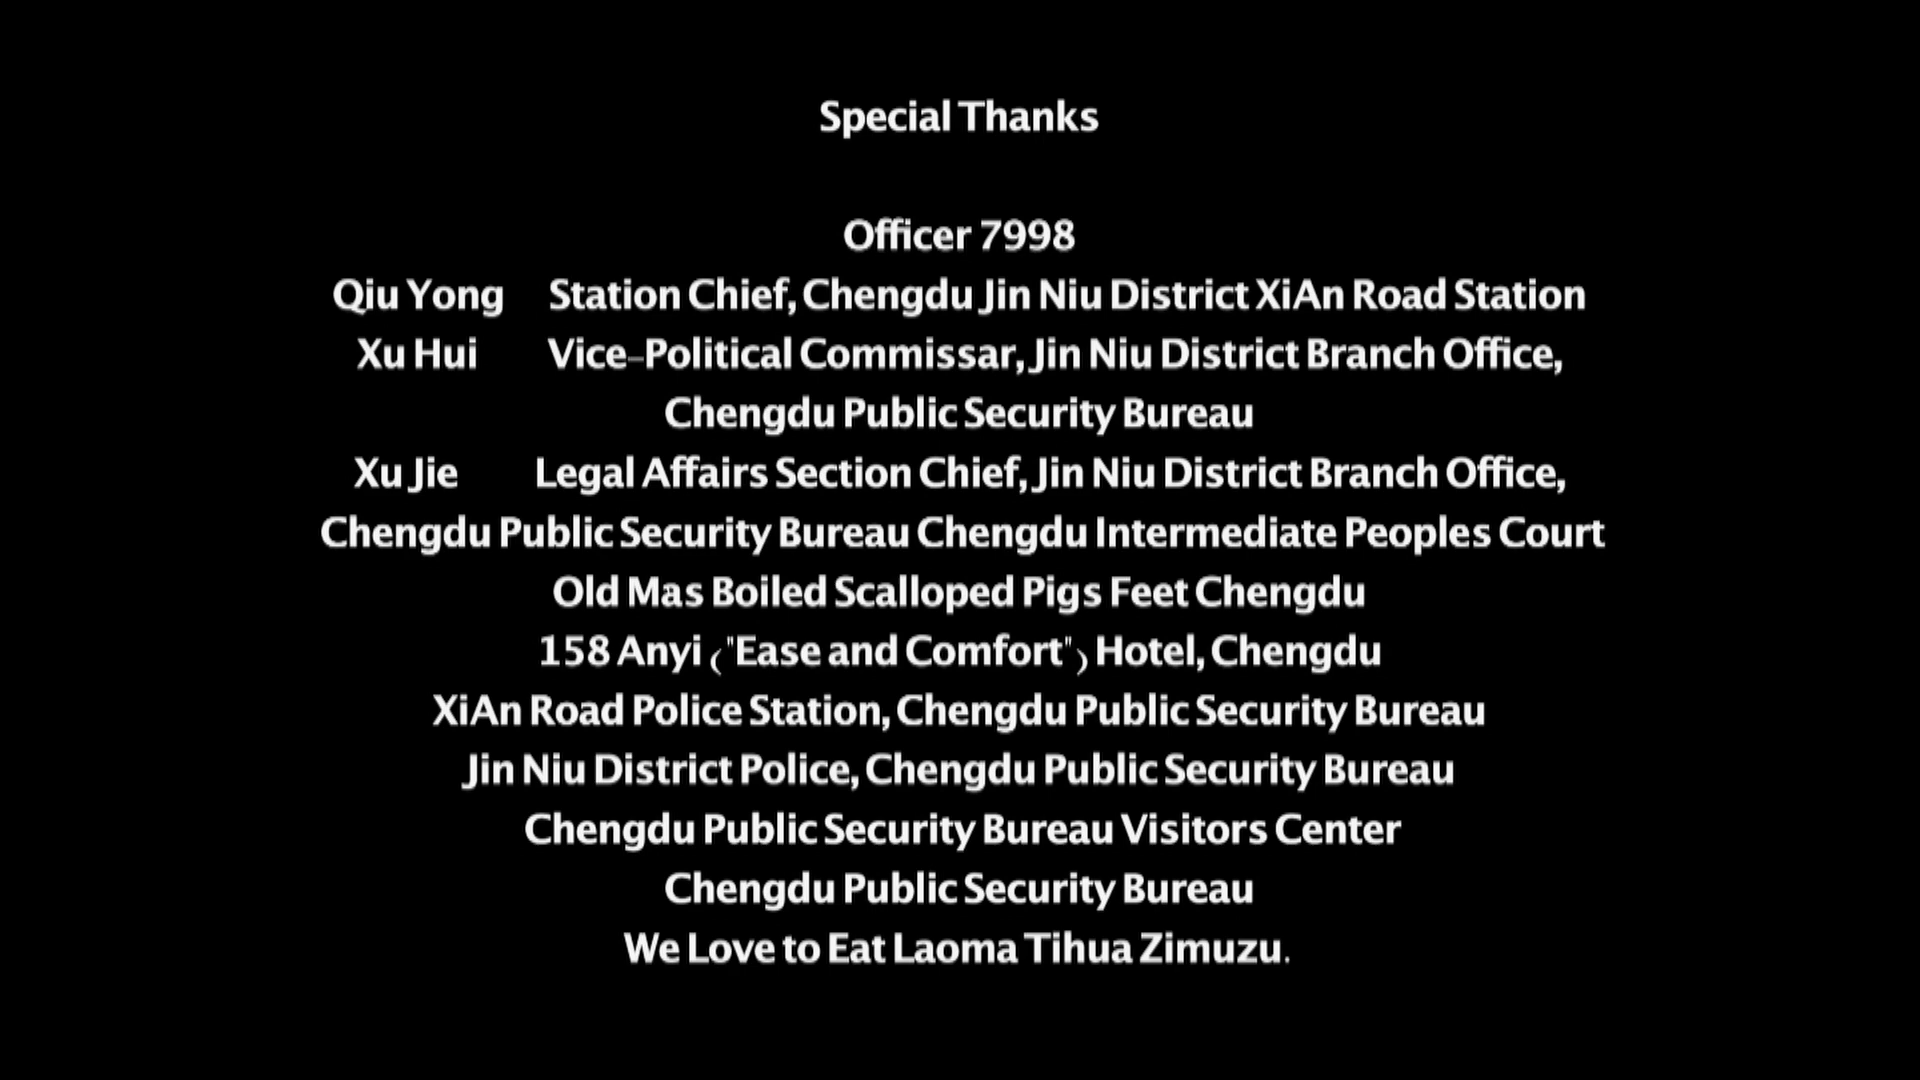 Special Thanks
Officer 7998
Qiu Yong Station Chief, Chengdu Jin Niu District XiAn Road Station
Xu Hui Vice-Political Commissar, Jin Niu District Branch Office,
Chengdu Public Security Bureau
Xu Jie Legal Affairs Section Chief, Jin Niu District Branch Office,
Chengdu Public Security Bureau Chengdu Intermediate Peoples Court
Old Mas Boiled Scalloped Pigs Feet Chengdu
158 Anyi ("Ease and Comfort") Hotel, Chengdu
XiAn Road Police Station, Chengdu Public Security Bureau
Jin Niu District Police, Chengdu Public Security Bureau
Chengdu Public Security Bureau Visitors Center
Chengdu Public Security Bureau
We Love to Eat Laoma Tihua Zimuzu.